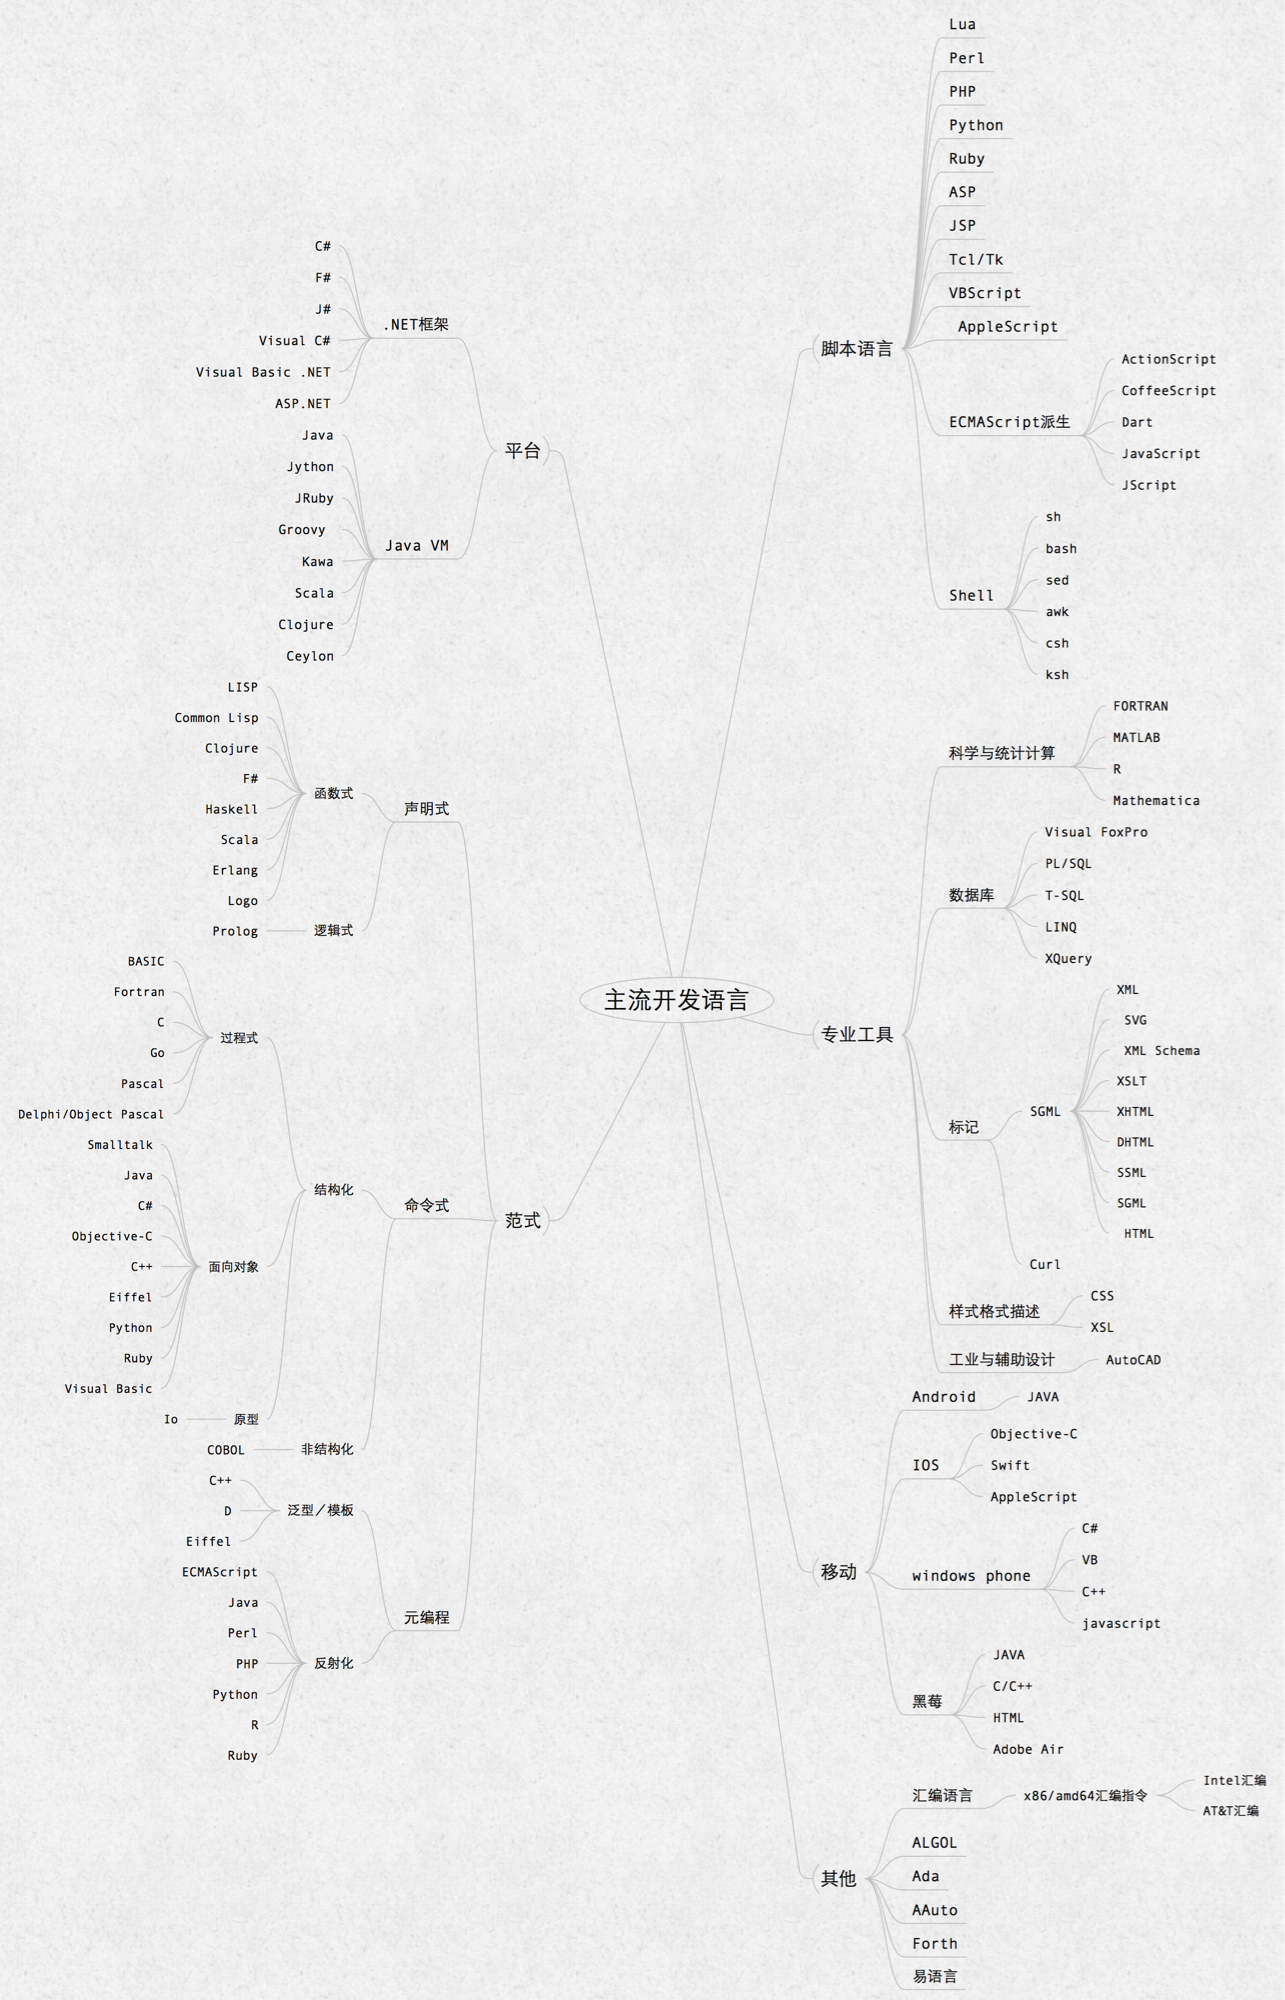 主流开发语言
脚本语言
Lua
Perl
PHP
Python
Ruby
ASP
JSP
Tcl/Tk
VBScript
AppleScript
ECMAScript派生
ActionScript
CoffeeScript
Dart
JavaScript
JScript
Shell
sh
bash
sed
awk
csh
ksh
专业工具
科学与统计计算
FORTRAN
MATLAB
R
Mathematica
数据库
Visual FoxPro
PL/SQL
T-SQL
LINQ
XQuery
标记
SGML
XML
SVG
XML Schema
XSLT
XHTML
DHTML
SSML
SGML
HTML
Curl
样式格式描述
CSS
XSL
工业与辅助设计
AutoCAD
移动
Android
JAVA
IOS
Objective-C
Swift
AppleScript
windows phone
C#
VB
C++
javascript
黑莓
JAVA
C/C++
HTML
Adobe Air
其他
汇编语言
x86/amd64汇编指令
Intel汇编
AT&T汇编
ALGOL
Ada
AAuto
Forth
易语言
平台
.NET框架
C#
F#
J#
Visual C#
Visual Basic .NET
ASP.NET
Java VM
Java
Jython
JRuby
Groovy
Kawa
Scala
Clojure
Ceylon
范式
声明式
函数式
LISP
Common Lisp
Clojure
F#
Haskell
Scala
Erlang
Logo
逻辑式
Prolog
命令式
结构化
过程式
BASIC
Fortran
C
Go
Pascal
Delphi/Object Pascal
面向对象
Smalltalk
Java
C#
Objective-C
C++
Eiffel
Python
Ruby
Visual Basic
原型
Io
非结构化
COBOL
元编程
泛型／模板
C++
D
Eiffel
反射化
ECMAScript
Java
Perl
PHP
Python
R
Ruby